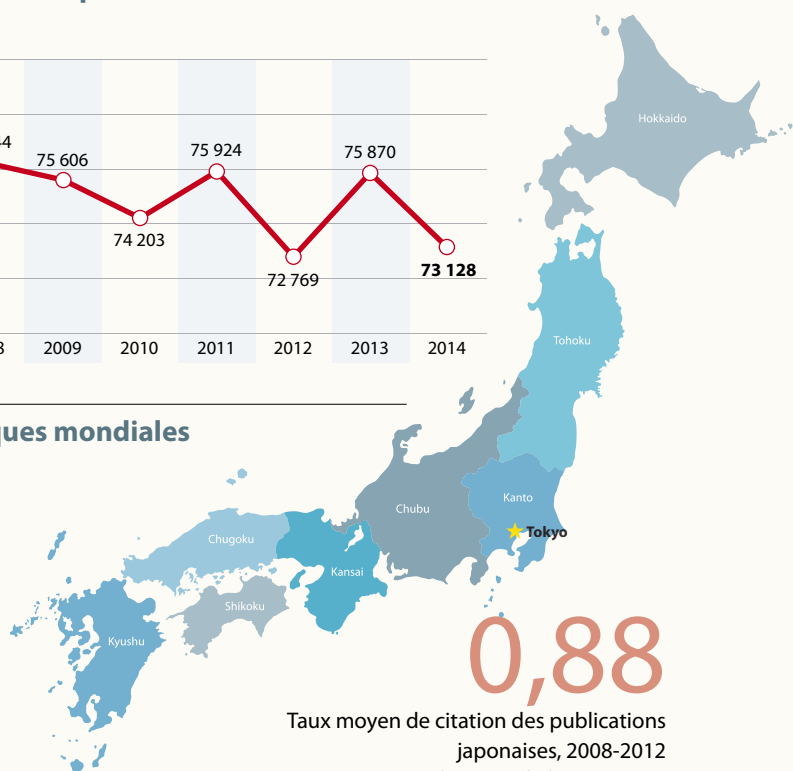 44
75 606
75 924
75 870
74 203
72 769
73 128
8 2009 2010 2011 2012 2013 2014
ques mondiales
Hokkaido
Tohoku
Chubu
Kanto
Tokyo
Chugoku
Kansai
Shikoku
Kyushu
0,88
Taux moyen de citation des publications
japonaises, 2008-2012